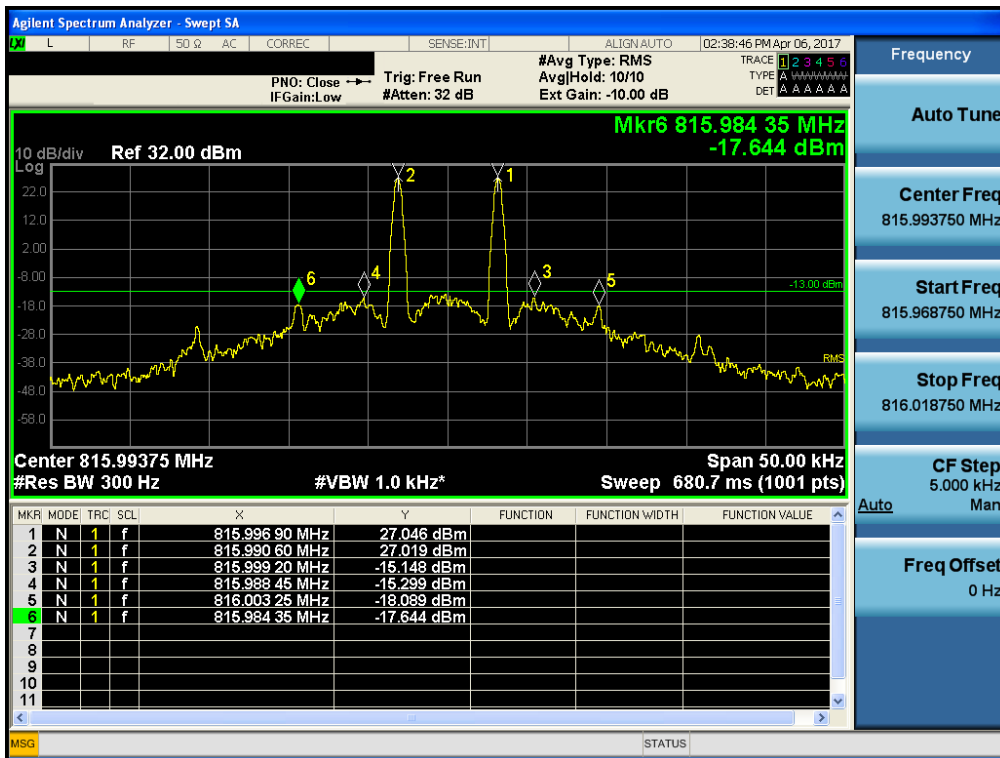 Agilent Spectrum Analyzer - Swept SA
LXI L RF 50 Ω AC CORREC SENSE:INT ALIGN AUTO 02:38:46 PM Apr 06, 2017
#Avg Type: RMS TRACE 1 2 3 4 5 6
PNO: Close Trig: Free Run Avg|Hold: 10/10 TYPE A WWWWW
IFGain:Low #Atten: 32 dB Ext Gain: -10.00 dB DET A A A A A A
Mkr6 815.984 35 MHz
10 dB/div Ref 32.00 dBm -17.644 dBm
Log
2 1
22.0
12.0
2.00
-8.00 6 4 3 5 -13.00 dBm
-18.0
-28.0
-38.0 RMS
-48.0
-58.0
Center 815.99375 MHz Span 50.00 kHz
#Res BW 300 Hz #VBW 1.0 kHz* Sweep 680.7 ms (1001 pts)
MKR MODE TRC SCL X Y FUNCTION FUNCTION WIDTH FUNCTION VALUE
1 N 1 f 815.996 90 MHz 27.046 dBm
2 N 1 f 815.990 60 MHz 27.019 dBm
3 N 1 f 815.999 20 MHz -15.148 dBm
4 N 1 f 815.988 45 MHz -15.299 dBm
5 N 1 f 816.003 25 MHz -18.089 dBm
6 N 1 f 815.984 35 MHz -17.644 dBm
7
8
9
10
11
MSG STATUS
Frequency
Auto Tune
Center Freq
815.993750 MHz
Start Freq
815.968750 MHz
Stop Freq
816.018750 MHz
CF Step
5.000 kHz
Auto Man
Freq Offset
0 Hz